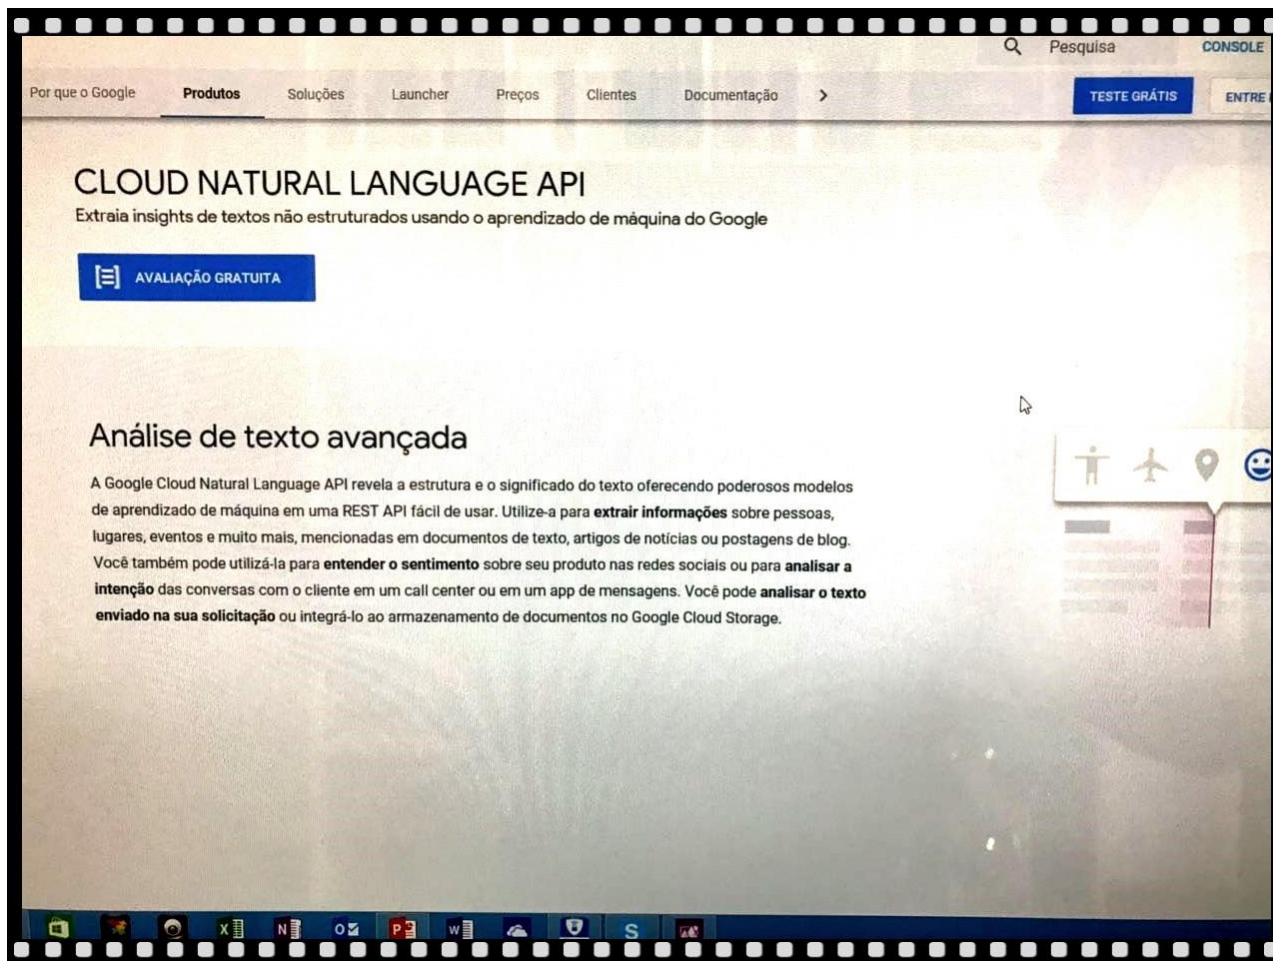 Pesquisa CONSOLE
Por que o Google Produtos Soluções Launcher Preços Clientes Documentação TESTE GRÁTIS ENTRE
CLOUD NATURAL LANGUAGE API
Extraia insights de textos não estruturados usando o aprendizado de máquina do Google
AVALIAÇÃO GRATUITA
Análise de texto avançada
A Google Cloud Natural Language API revela a estrutura e o significado do texto oferecendo poderosos modelos
de aprendizado de máquina em uma REST API fácil de usar. Utilize-a para extrair informações sobre pessoas,
lugares, eventos e muito mais, mencionadas em documentos de texto, artigos de notícias ou postagens de blog.
Você também pode utilizá-la para entender o sentimento sobre seu produto nas redes sociais ou para analisar a
intenção das conversas com o cliente em um call center ou em um app de mensagens. Você pode analisar o texto
enviado na sua solicitação ou integrá-lo ao armazenamento de documentos no Google Cloud Storage.